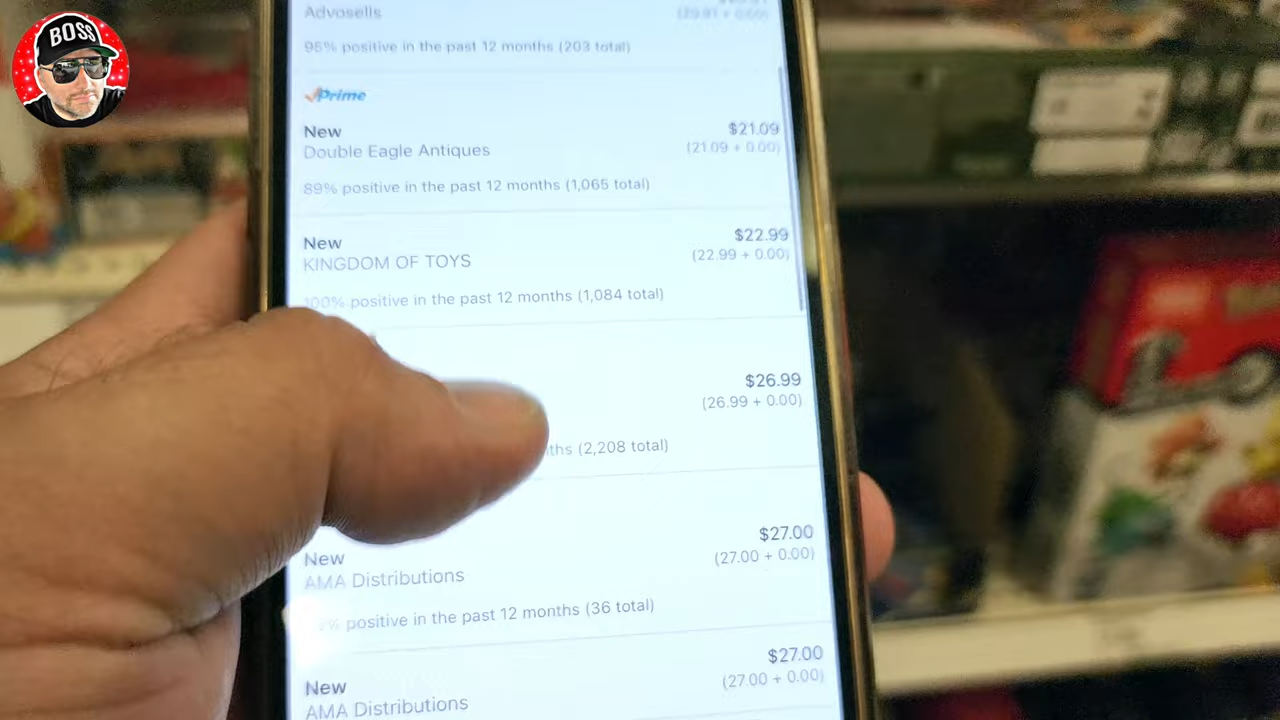 BOSS
Advosells
96% positive in the past 12 months (203 total)
Prime
New
$21.09
Double Eagle Antiques
(21.09 + 0.00)
89% positive in the past 12 months (1,065 total)
New
$22.99
KINGDOM OF TOYS
(22.99 + 0.00)
100% positive in the past 12 months (1,084 total)
$26.99
(26.99 + 0.00)
ths (2,208 total)
New
$27.00
AMA Distributions
(27.00 + 0.00)
positive in the past 12 months (36 total)
New
$27.00
AMA Distributions
(27.00 + 0.00)